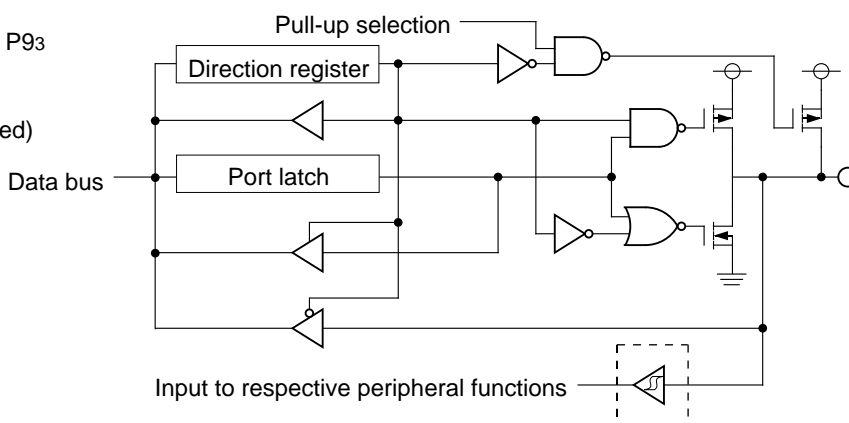 Pull-up selection
P93
Direction register
ed)
Data bus
Port latch
Input to respective peripheral functions